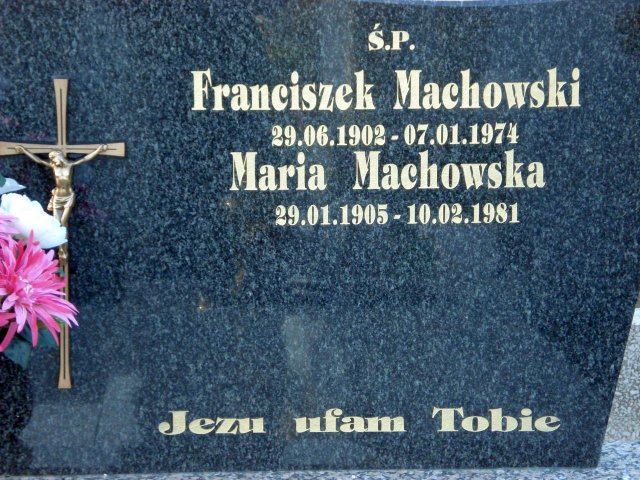 Ś.P.
Franciszek Machowski
29.06.1902 - 07.01.1974
Maria Machowska
29.01.1905 - 10.02.1981
Jezu ufam Tobie